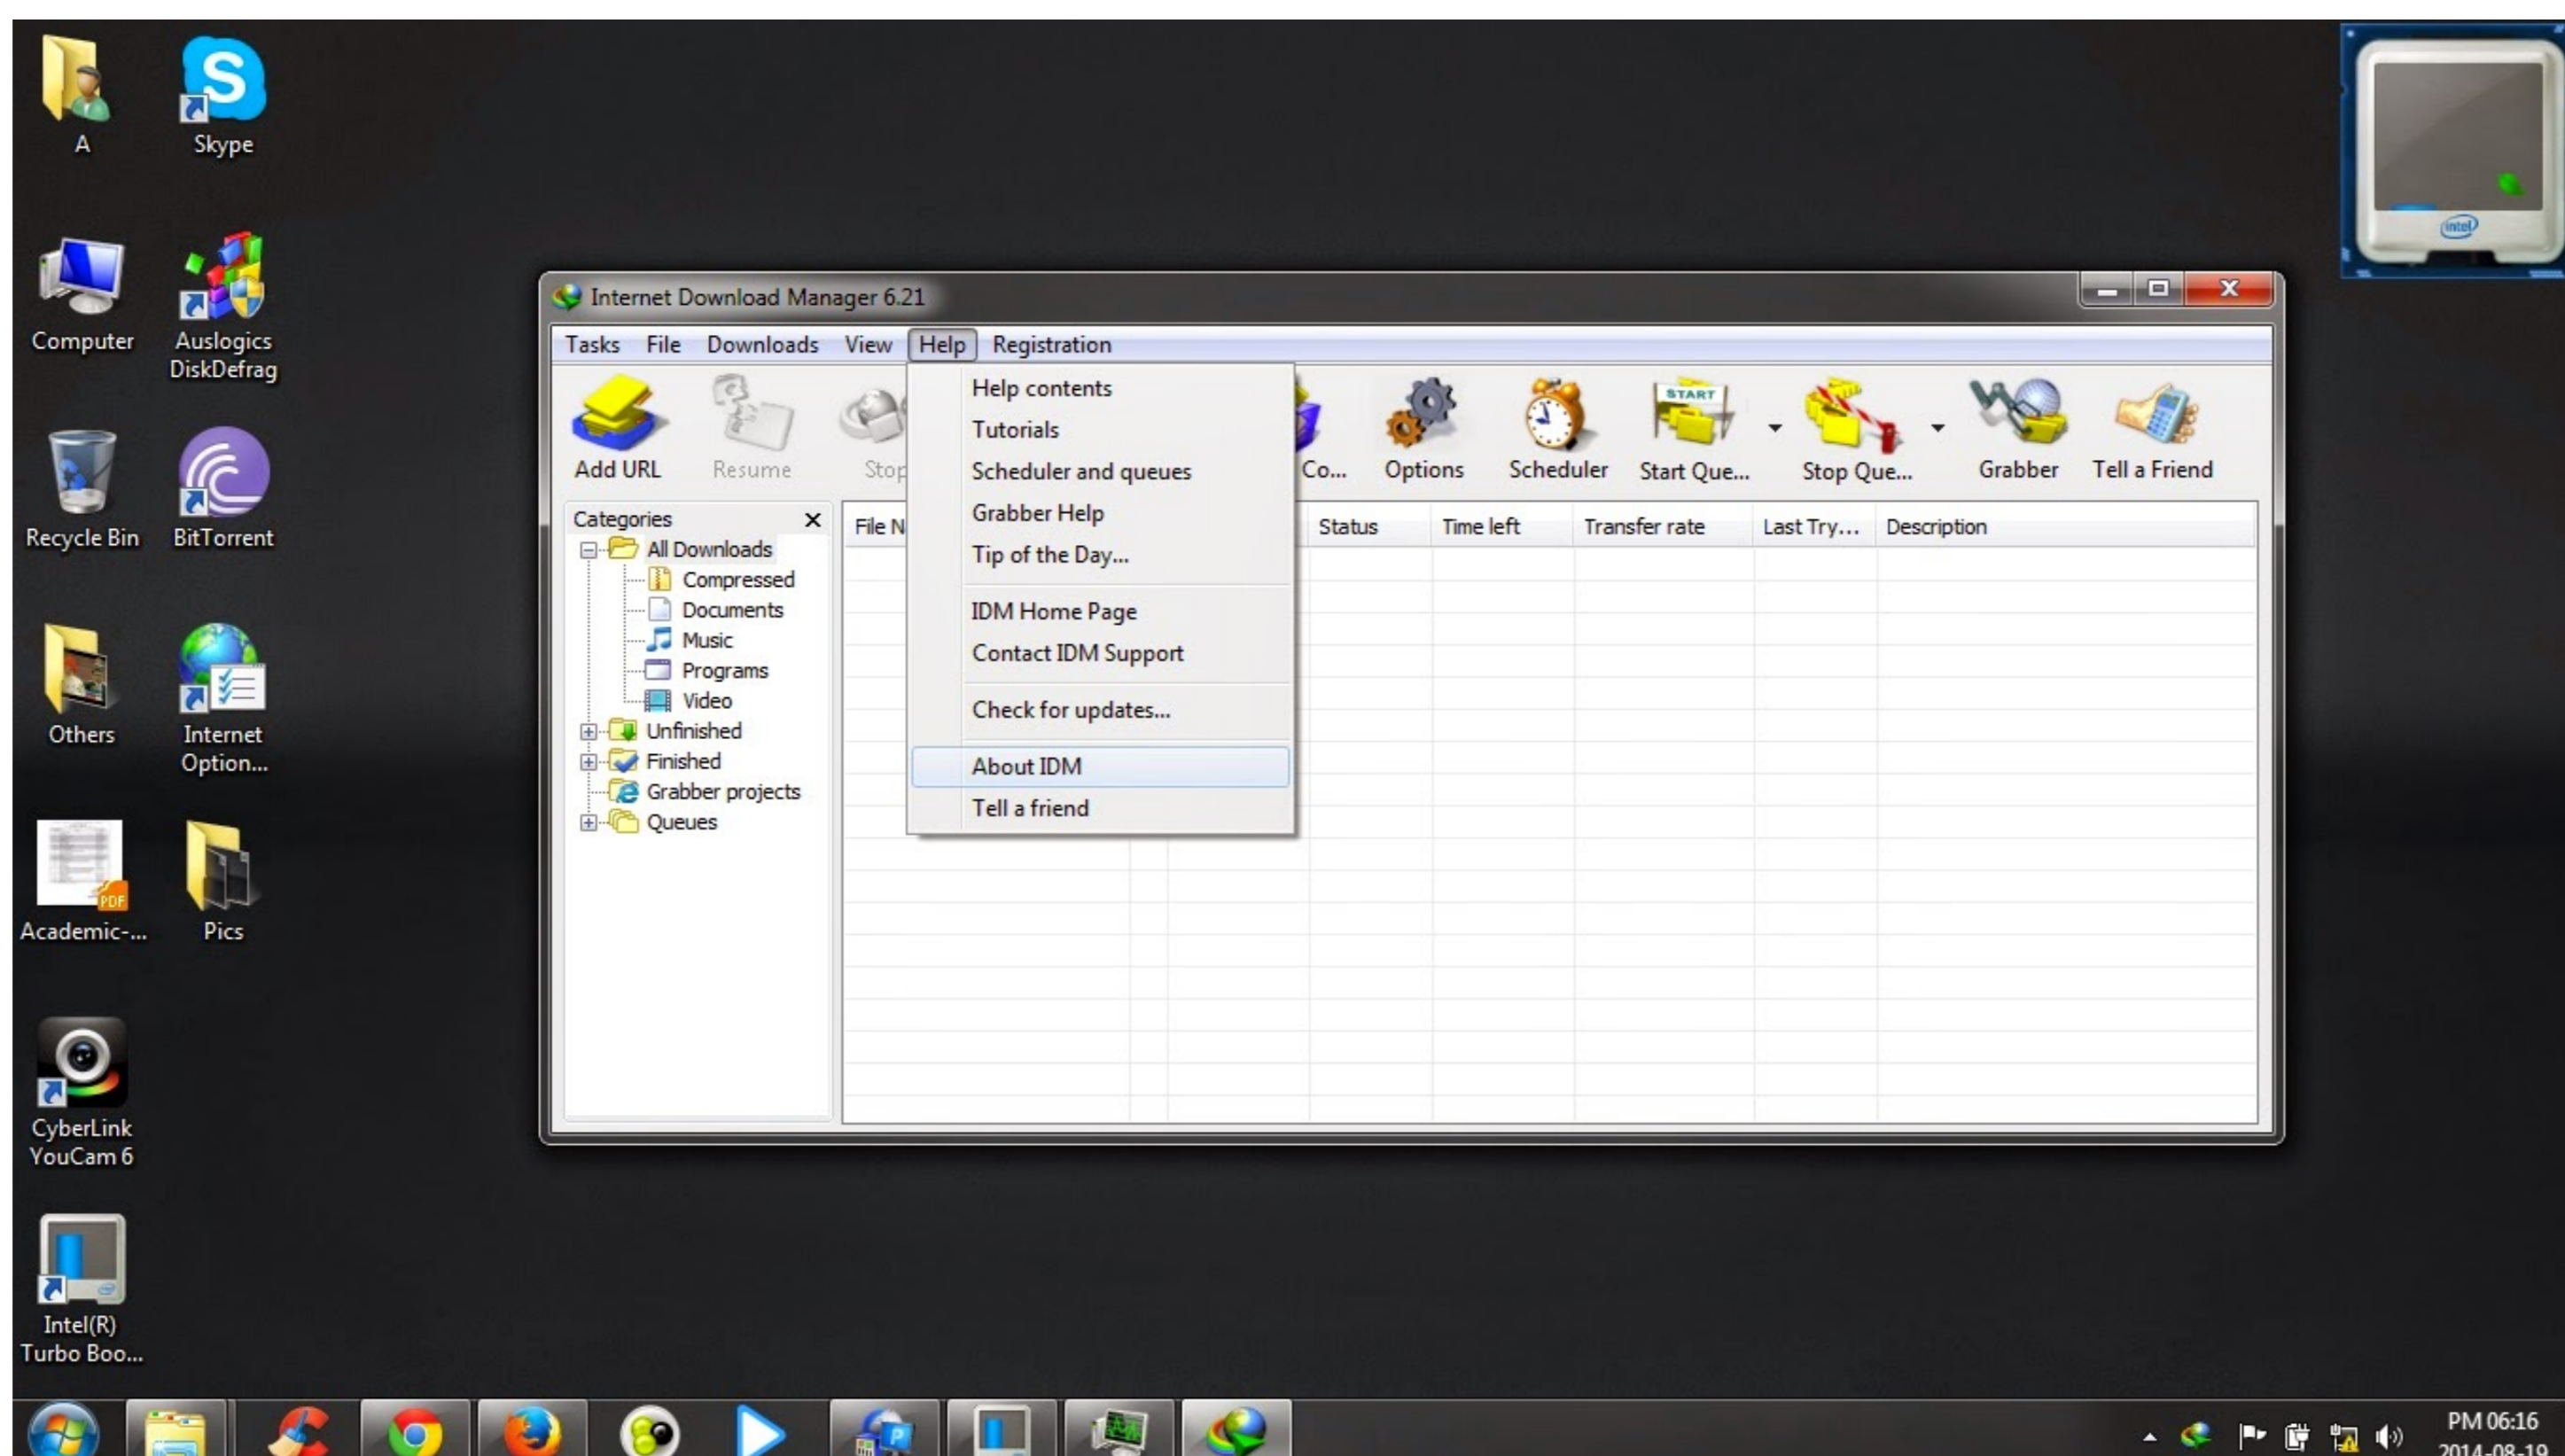 A
Skype
Computer
Auslogics
DiskDefrag
Recycle Bin
BitTorrent
Others
Internet
Option...
Academic-...
PDF
Pics
CyberLink
YouCam 6
Intel(R)
Turbo Boo...
intel
Internet Download Manager 6.21
Tasks File Downloads View Help Registration
Add URL Resume Stop Co... Options Scheduler Start Que... Stop Que... Grabber Tell a Friend
START
Categories
All Downloads
Compressed
Documents
Music
Programs
Video
Unfinished
Finished
Grabber projects
Queues
File N Status Time left Transfer rate Last Try... Description
Help contents
Tutorials
Scheduler and queues
Grabber Help
Tip of the Day...
IDM Home Page
Contact IDM Support
Check for updates...
About IDM
Tell a friend
PM 06:16
2014-08-19